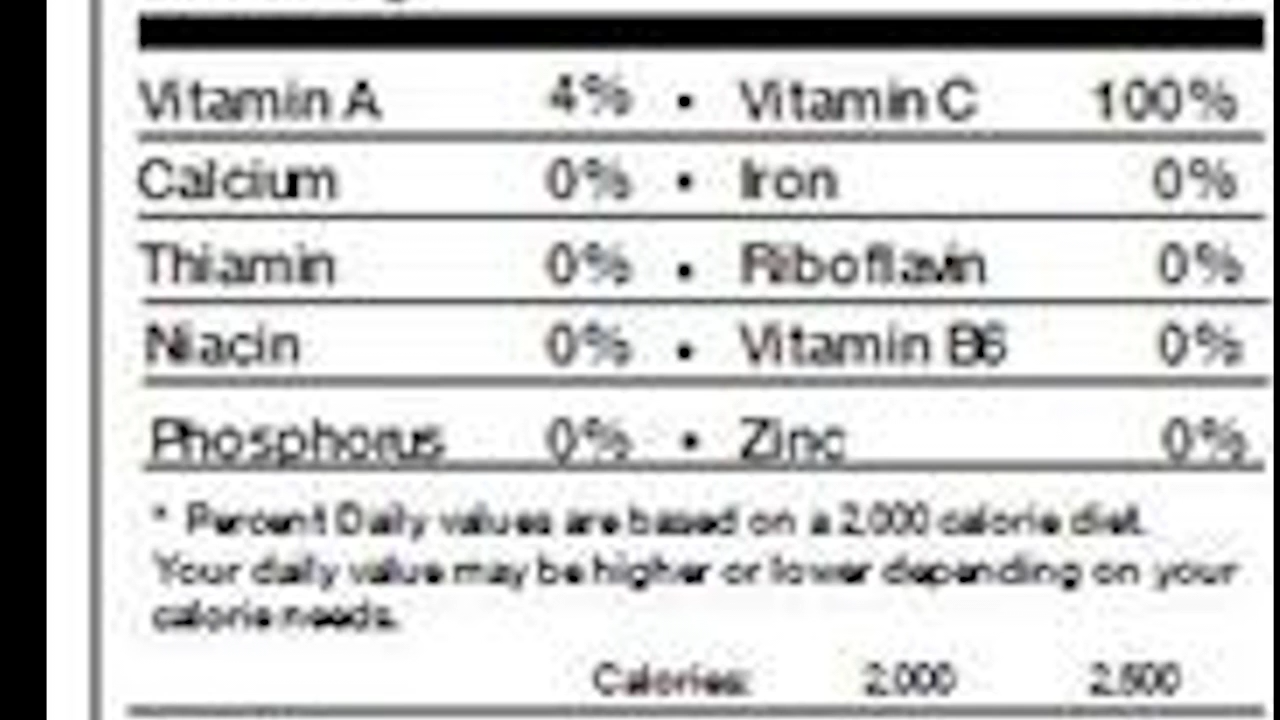 Vitamin A 4% • Vitamin C 100%
Calcium 0% • Iron 0%
Thiamin 0% • Riboflavin 0%
Niacin 0% • Vitamin B6 0%
Phosphorus 0% • Zinc 0%
* Percent Daily values are based on a 2,000 calorie diet.
Your daily value may be higher or lower depending on your
calorie needs.
Calories: 2,000 2,500